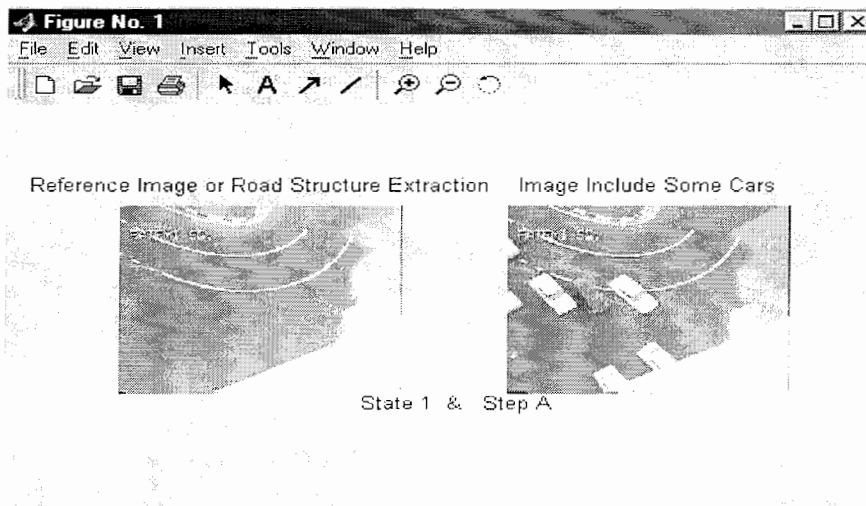 Figure No. 1
File Edit View Insert Tools Window Help
A
Reference Image or Road Structure Extraction Image Include Some Cars
State 1 & Step A